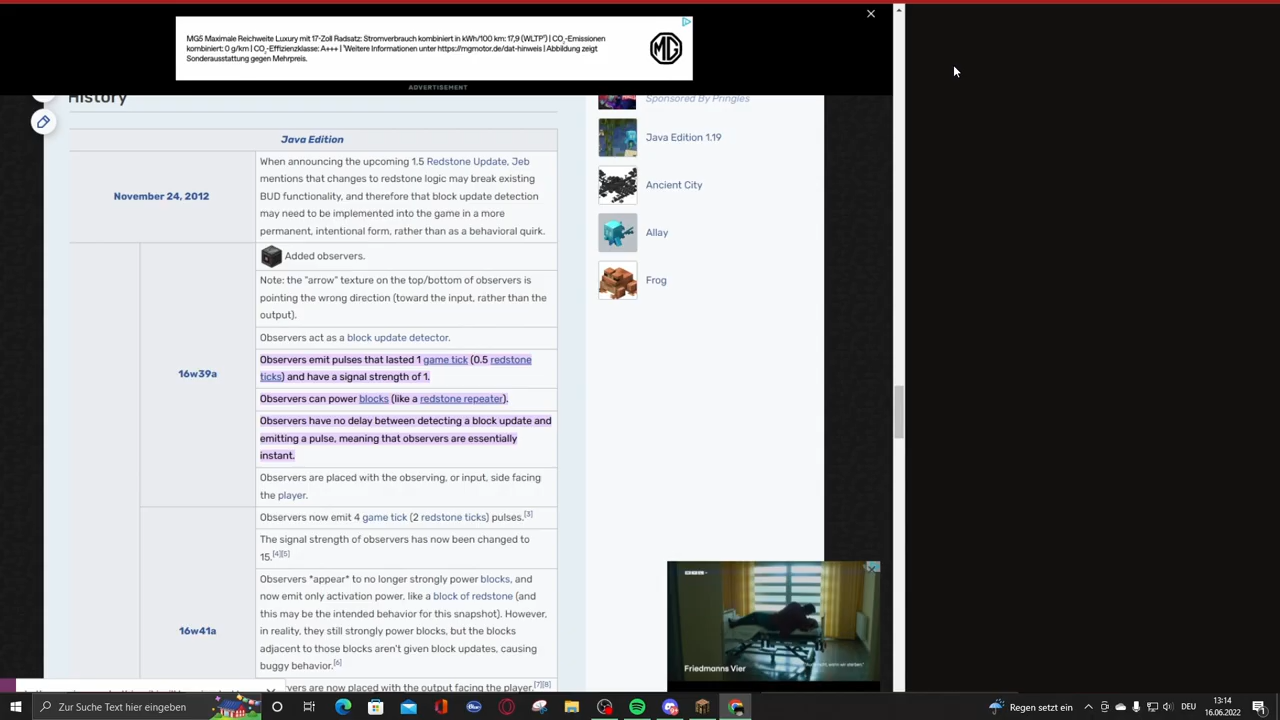 MG5 Maximale Reichweite Luxury mit 17-Zoll Radsatz: Stromverbrauch kombiniert in kWh/100 km: 17,9 (WLTP¹) | CO₂-Emissionen
kombiniert: 0 g/km | CO₂-Effizienzklasse: A+++ | ¹Weitere Informationen unter https://mgmotor.de/dat-hinweis | Abbildung zeigt
Sonderausstattung gegen Mehrpreis.
MG
ADVERTISEMENT
History
Java Edition
November 24, 2012
When announcing the upcoming 1.5 Redstone Update, Jeb
mentions that changes to redstone logic may break existing
BUD functionality, and therefore that block update detection
may need to be implemented into the game in a more
permanent, intentional form, rather than as a behavioral quirk.
16w39a
Added observers.
Note: the "arrow" texture on the top/bottom of observers is
pointing the wrong direction (toward the input, rather than the
output).
Observers act as a block update detector.
Observers emit pulses that lasted 1 game tick (0.5 redstone
ticks) and have a signal strength of 1.
Observers can power blocks (like a redstone repeater).
Observers have no delay between detecting a block update and
emitting a pulse, meaning that observers are essentially
instant.
Observers are placed with the observing, or input, side facing
the player.
16w41a
Observers now emit 4 game tick (2 redstone ticks) pulses.[3]
The signal strength of observers has now been changed to
15.[4][5]
Observers *appear* to no longer strongly power blocks, and
now emit only activation power, like a block of redstone (and
this may be the intended behavior for this snapshot). However,
in reality, they still strongly power blocks, but the blocks
adjacent to those blocks aren't given block updates, causing
buggy behavior.[6]
vers are now placed with the output facing the player.[7][8]
Sponsored By Pringles
Java Edition 1.19
Ancient City
Allay
Frog
Friedmanns Vier
Zur Suche Text hier eingeben
Regen setzt ein
DEU
13:14
16.06.2022